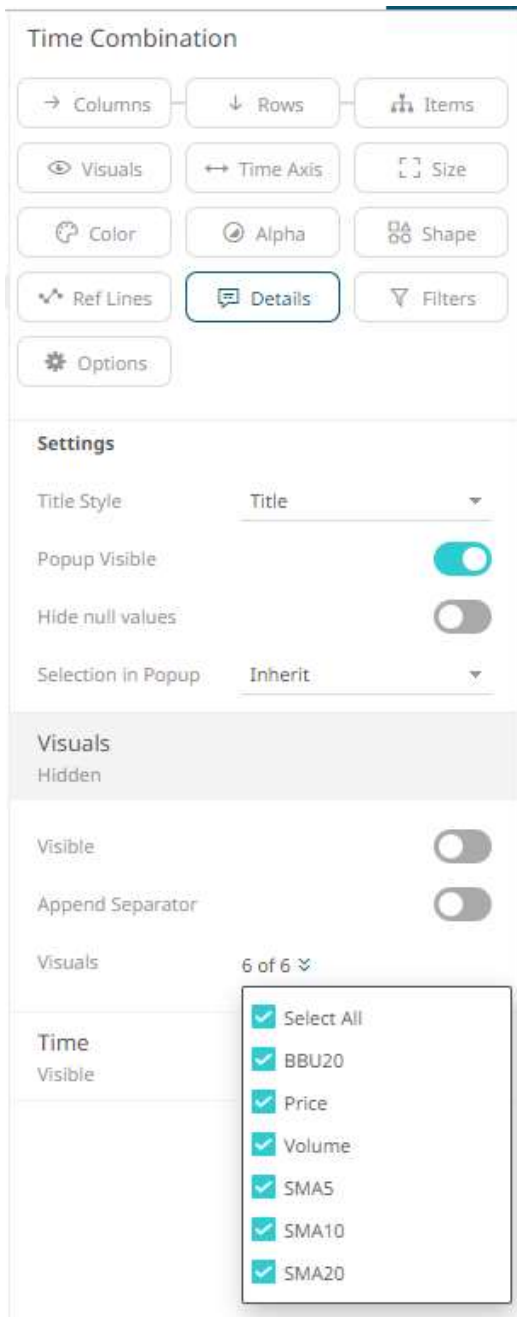 Time Combination
Columns Rows Items
Visuals Time Axis Size
Color Alpha Shape
Ref Lines Details Filters
Options
Settings
Title Style Title
Popup Visible
Hide null values
Selection in Popup Inherit
Visuals
Hidden
Visible
Append Separator
Visuals 6 of 6
Select All
Time
BBU20
Visible
Price
Volume
SMA5
SMA10
SMA20